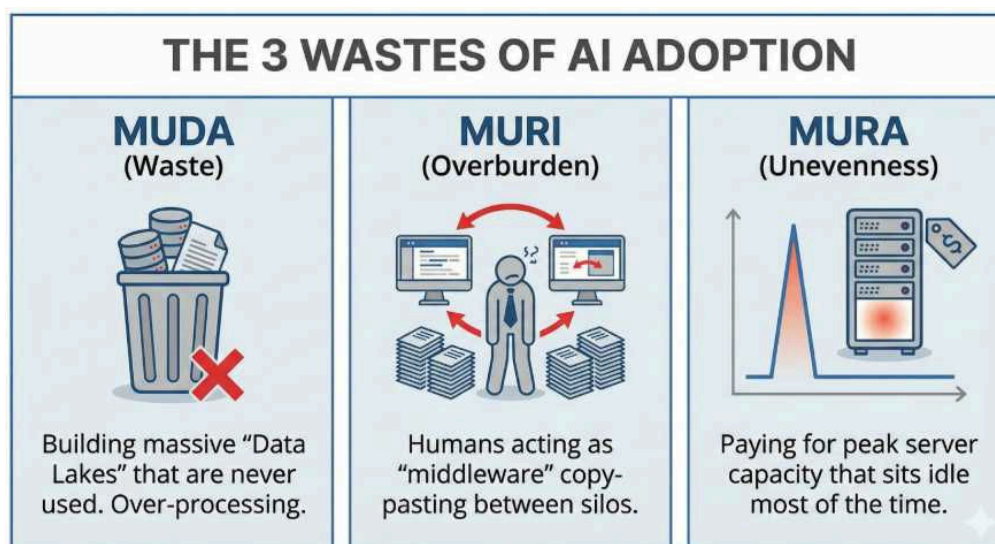 THE 3 WASTES OF AI ADOPTION
MUDA
(Waste)
Building massive “Data
Lakes” that are never
used. Over-processing.
MURI
(Overburden)
Humans acting as
“middleware” copy-
pasting between silos.
MURA
(Unevenness)
$
Paying for peak server
capacity that sits idle
most of the time.